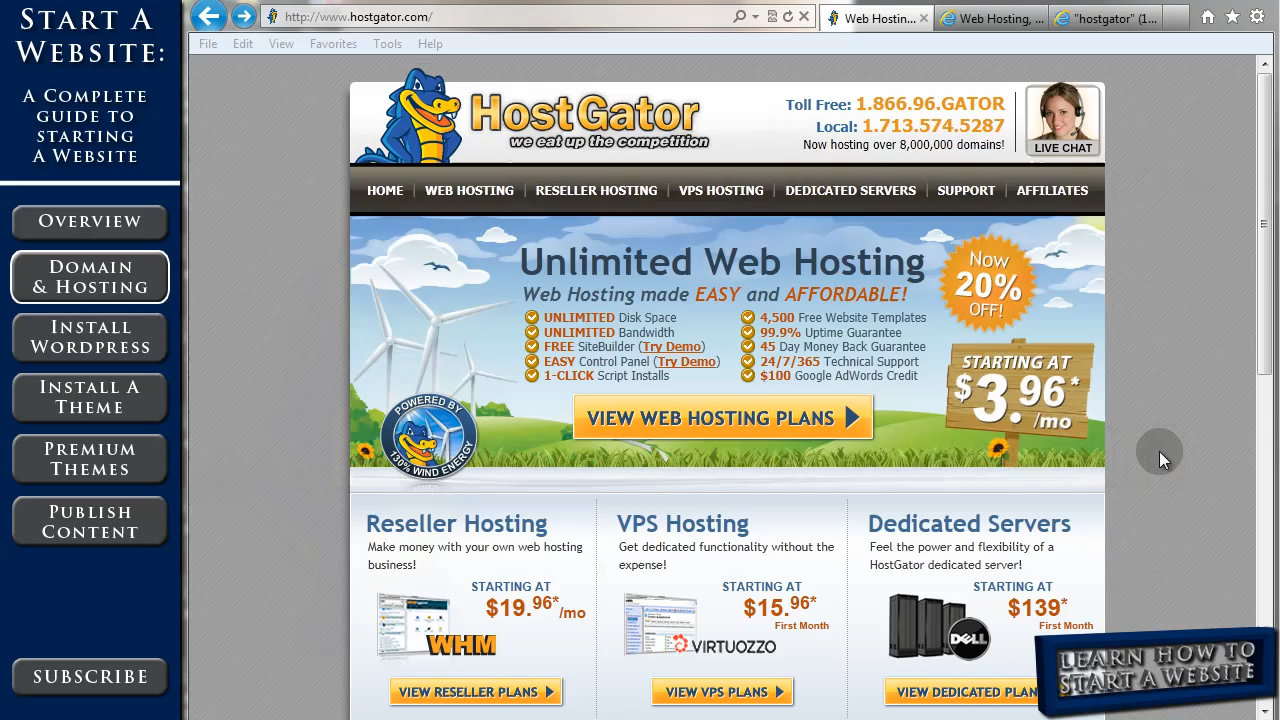 START A
WEBSITE:
A COMPLETE
GUIDE TO
STARTING
A WEBSITE
OVERVIEW
DOMAIN
& HOSTING
INSTALL
WORDPRESS
INSTALL A
THEME
PREMIUM
THEMES
PUBLISH
CONTENT
SUBSCRIBE
http://www.hostgator.com/
Web Hostin...
Web Hosting, ...
"hostgator" (1...
File Edit View Favorites Tools Help
HostGator
we eat up the competition
Toll Free: 1.866.96.GATOR
Local: 1.713.574.5287
Now hosting over 8,000,000 domains!
LIVE CHAT
HOME WEB HOSTING RESELLER HOSTING VPS HOSTING DEDICATED SERVERS SUPPORT AFFILIATES
Unlimited Web Hosting
Web Hosting made EASY and AFFORDABLE!
UNLIMITED Disk Space
UNLIMITED Bandwidth
FREE SiteBuilder (Try Demo)
EASY Control Panel (Try Demo)
1-CLICK Script Installs
4,500 Free Website Templates
99.9% Uptime Guarantee
45 Day Money Back Guarantee
24/7/365 Technical Support
$100 Google AdWords Credit
Now
20%
OFF!
STARTING AT
$3.96*
/mo
VIEW WEB HOSTING PLANS
POWERED BY
130% WIND ENERGY
Reseller Hosting
Make money with your own web hosting
business!
STARTING AT
$19.96*/mo
WHM
VIEW RESELLER PLANS
VPS Hosting
Get dedicated functionality without the
expense!
STARTING AT
$15.96*
First Month
VIRTUOZZO
VIEW VPS PLANS
Dedicated Servers
Feel the power and flexibility of a
HostGator dedicated server!
STARTING AT
$139*
First Month
DELL
VIEW DEDICATED PLAN
LEARN HOW TO
START A WEBSITE